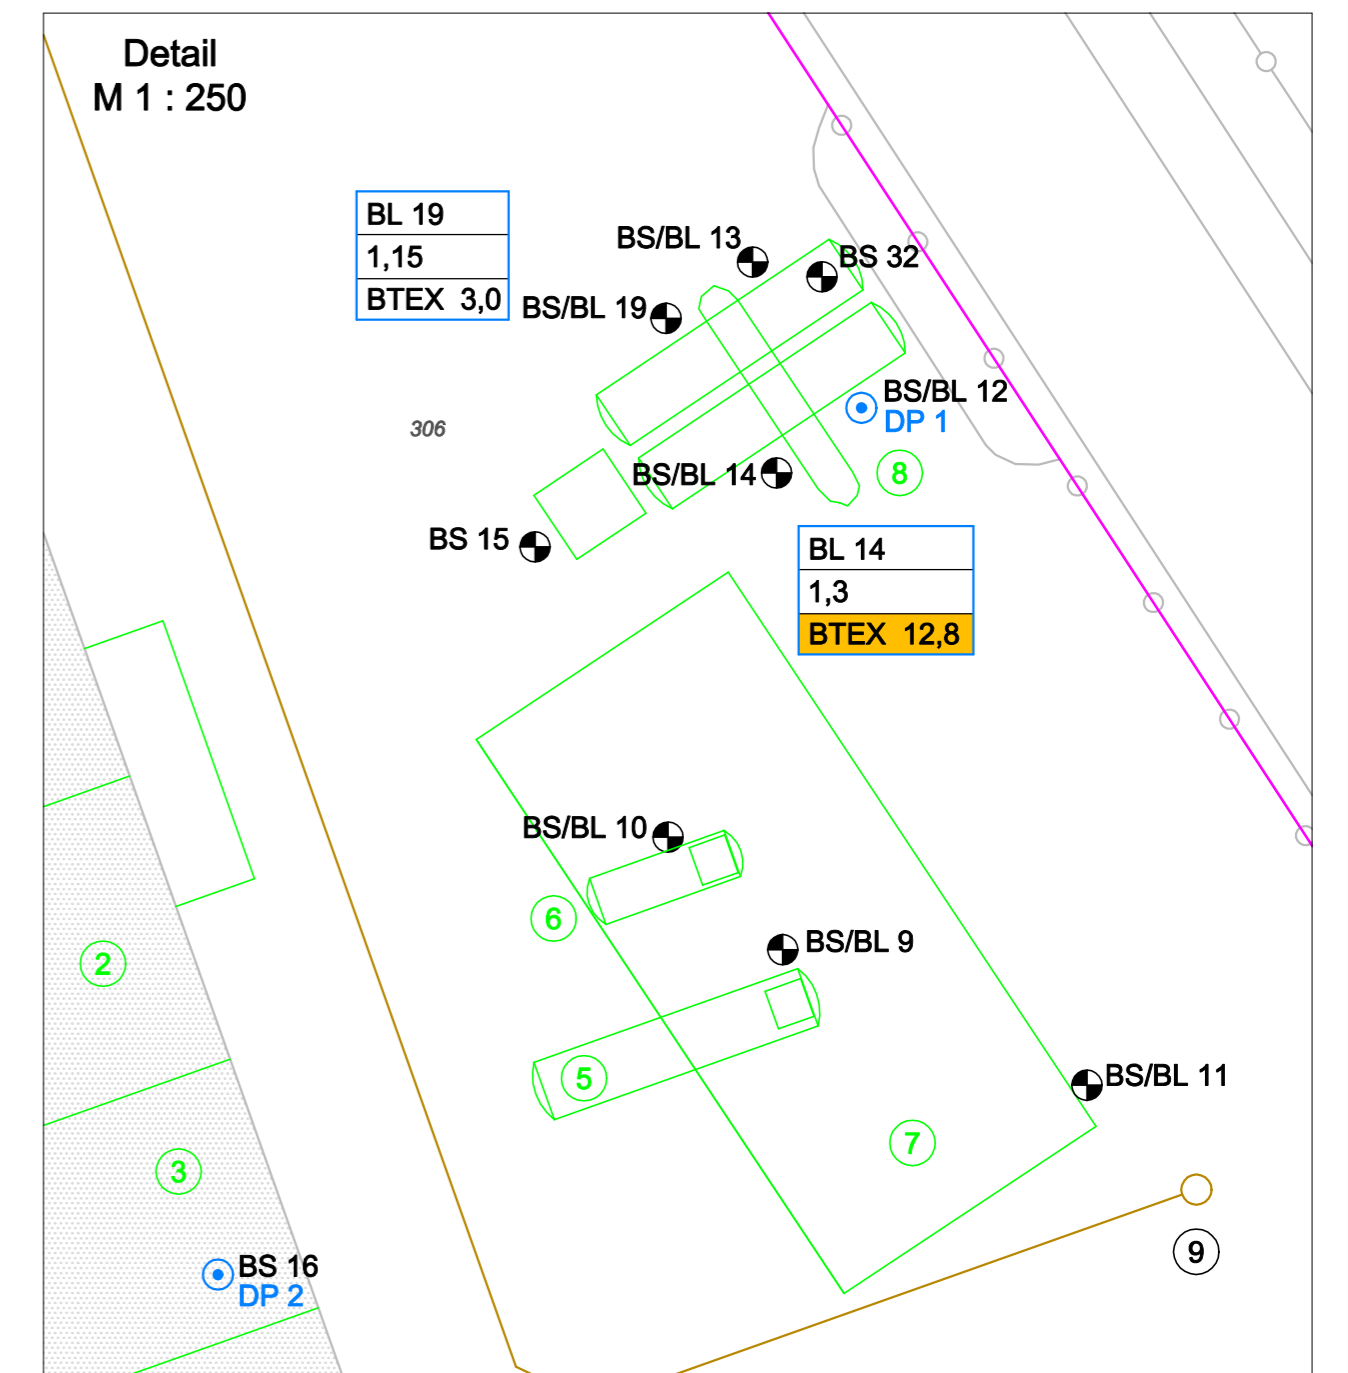 Detail
M 1 : 250
BL 19
1,15
BTEX 3,0
BS/BL 13
BS 32
BS/BL 19
BS/BL 12
DP 1
306
BS/BL 14
8
BS 15
BL 14
1,3
BTEX 12,8
BS/BL 10
6
BS/BL 9
2
5
BS/BL 11
7
3
9
BS 16
DP 2